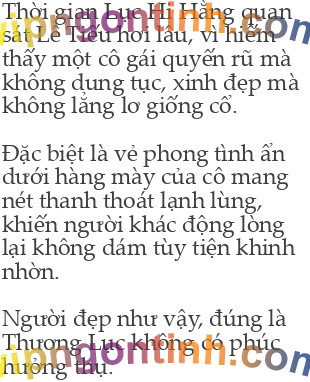 Thời gian Lục Hi Hằng quan
sát Lê Hiểu hơi lâu, vì hiếm
thấy một cô gái quyến rũ mà
không dung tục, xinh đẹp mà
không lẳng lơ giống cổ.
Đặc biệt là vẻ phong tình ẩn
dưới hàng mày của cô mang
nét thanh thoát lạnh lùng,
khiến người khác động lòng
lại không dám tùy tiện khinh
nhờn.
Người đẹp như vậy, đúng là
Thương Lục không có phúc
hưởng thụ.
upngontinh.com
upngontinh.com